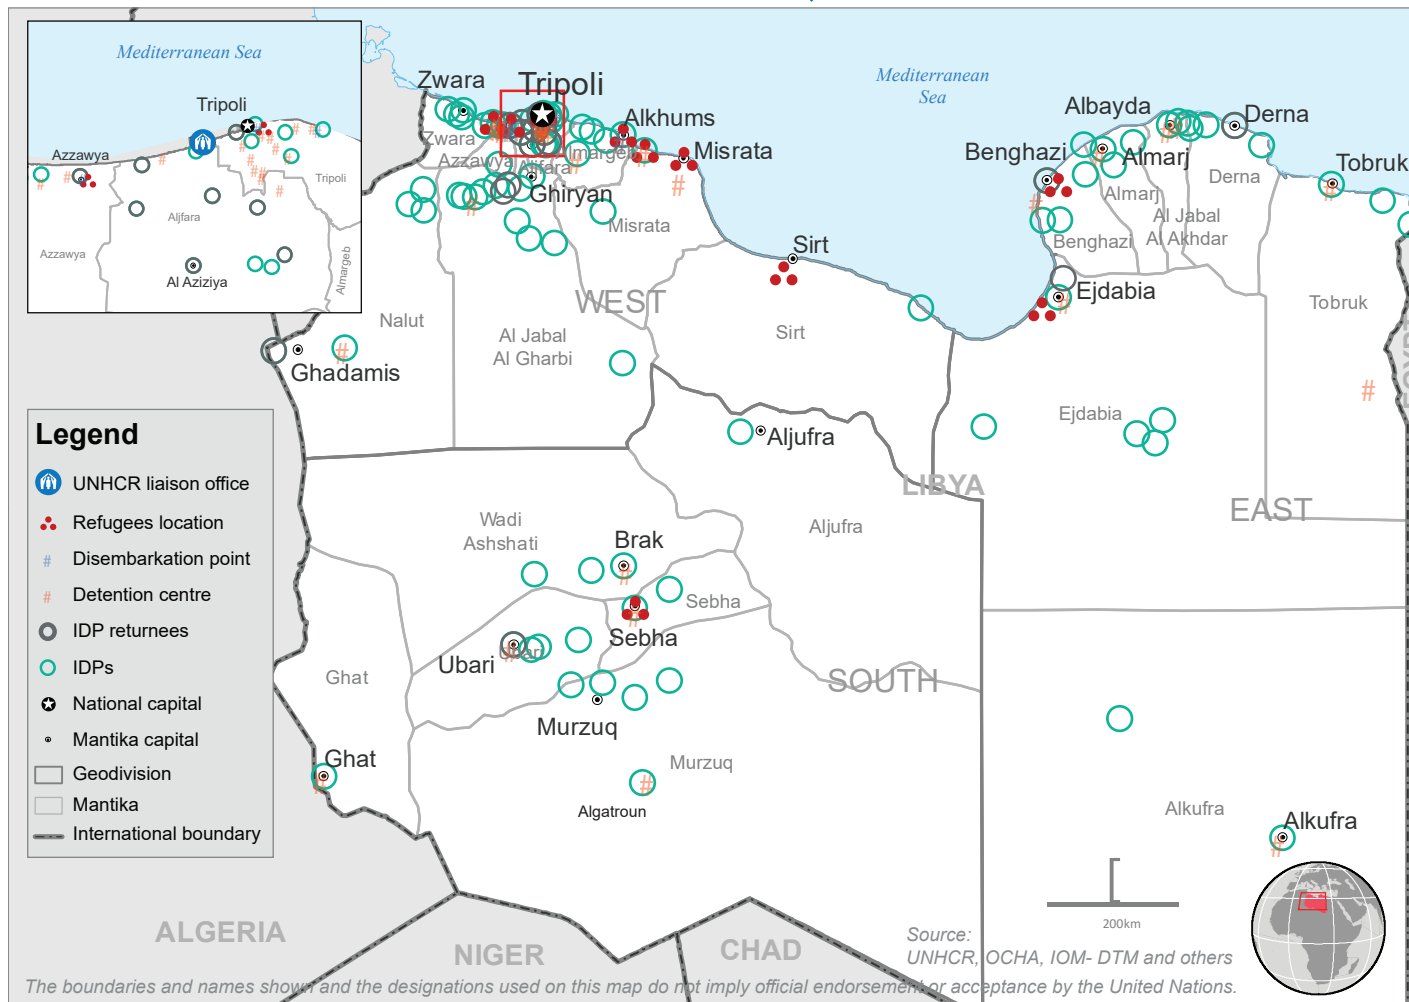 Mediterranean Sea
Tripoli
Azzawya
Tripoli
Aljfara
Azzawya
Almargeb
Al Aziziya
Mediterranean
Sea
Zwara
Tripoli
Alkhums
Misrata
Zwara
Azzawya
Aljfara
Ghiryan
Misrata
Albayda
Derna
Benghazi
Almarj
Tobruk
Derna
Almarj
Al Jabal
Al Akhdar
Benghazi
Sirt
Ejdabia
WEST
Nalut
Al Jabal
Al Gharbi
Sirt
Tobruk
Ghadamis
Ejdabia
Aljufra
LIBYA
EAST
Legend
UNHCR liaison office
Refugees location
Disembarkation point
Detention centre
IDP returnees
IDPs
National capital
Mantika capital
Geodivision
Mantika
International boundary
Wadi
Ashshati
Brak
Aljufra
Sebha
Sebha
Ubari
Ubari
Ghat
SOUTH
Murzuq
Ghat
Murzuq
Algatroun
Alkufra
Alkufra
200km
ALGERIA
NIGER
CHAD
Source:
UNHCR, OCHA, IOM- DTM and others
The boundaries and names shown and the designations used on this map do not imply official endorsement or acceptance by the United Nations.